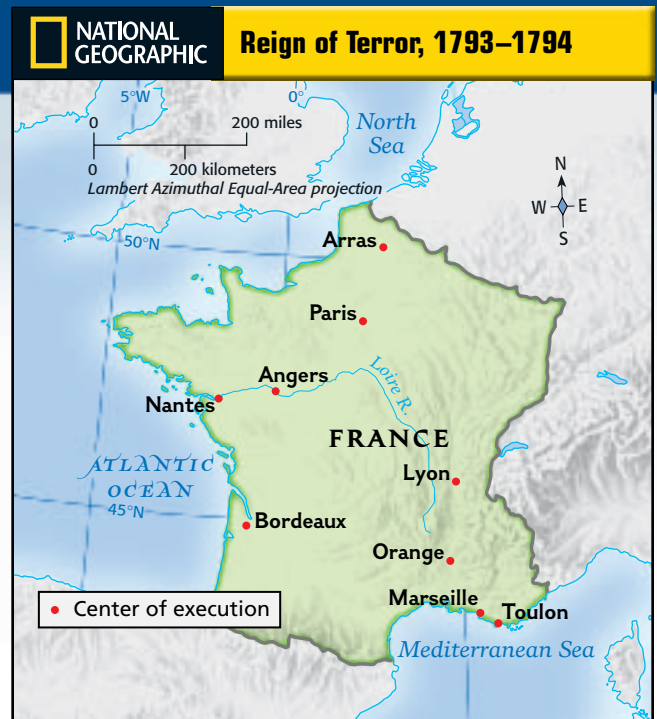 NATIONAL
GEOGRAPHIC
Reign of Terror, 1793–1794
5°W
0°
0
200 miles
0
200 kilometers
Lambert Azimuthal Equal-Area projection
North
Sea
N
W
E
S
50°N
Arras
Paris
Angers
Loire R.
Nantes
FRANCE
ATLANTIC
OCEAN
Lyon
45°N
Bordeaux
Orange
Marseille
Toulon
Center of execution
Mediterranean Sea